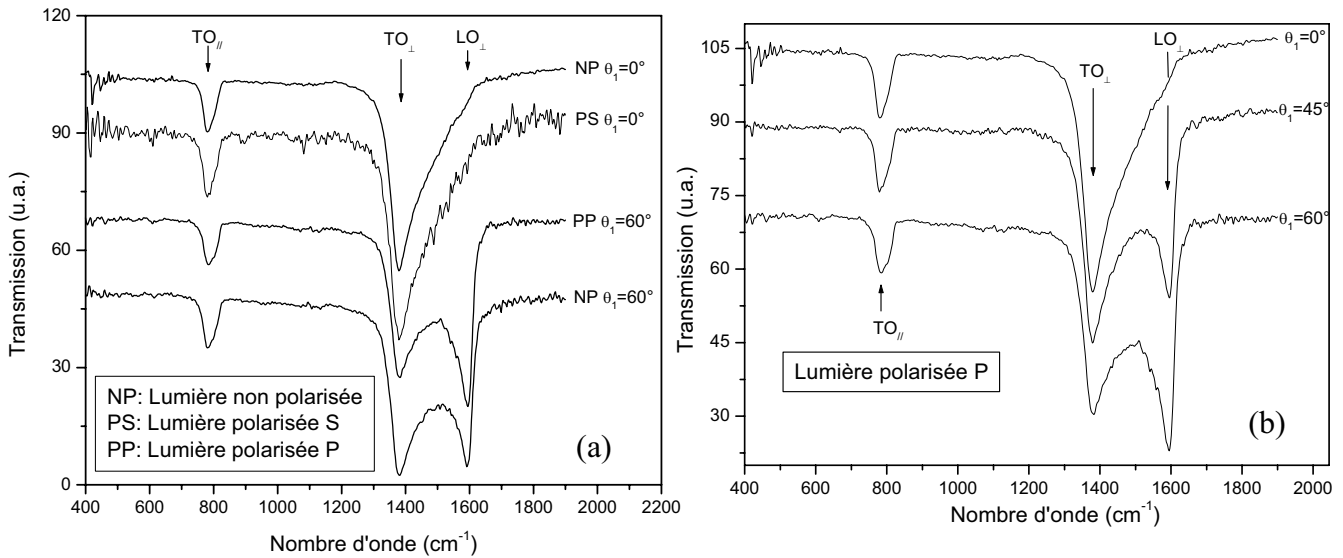 120
90
60
30
0
400 600 800 1000 1200 1400 1600 1800 2000 2200
Transmission (u.a.)
Nombre d'onde (cm⁻¹)
TO//
TO⊥
LO⊥
NP θ₁=0°
PS θ₁=0°
PP θ₁=60°
NP θ₁=60°
NP: Lumière non polarisée
PS: Lumière polarisée S
PP: Lumière polarisée P
(a)
b)
105
90
75
60
45
30
400 600 800 1000 1200 1400 1600 1800 2000
Transmission (u.a.)
Nombre d'onde (cm⁻¹)
LO⊥
TO⊥
TO//
θ₁=0°
θ₁=45°
θ₁=60°
Lumière polarisée P
(b)